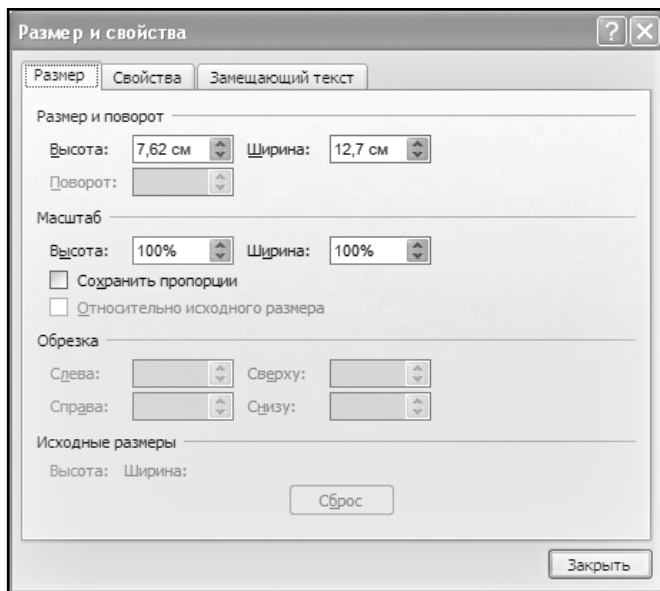 Размер и свойства
Размер Свойства Замещающий текст
Размер и поворот
Высота: 7,62 см Ширина: 12,7 см
Поворот:
Масштаб
Высота: 100% Ширина: 100%
Сохранить пропорции
Относительно исходного размера
Обрезка
Слева: Сверху:
Справа: Снизу:
Исходные размеры
Высота: Ширина:
Сброс
Закрыть